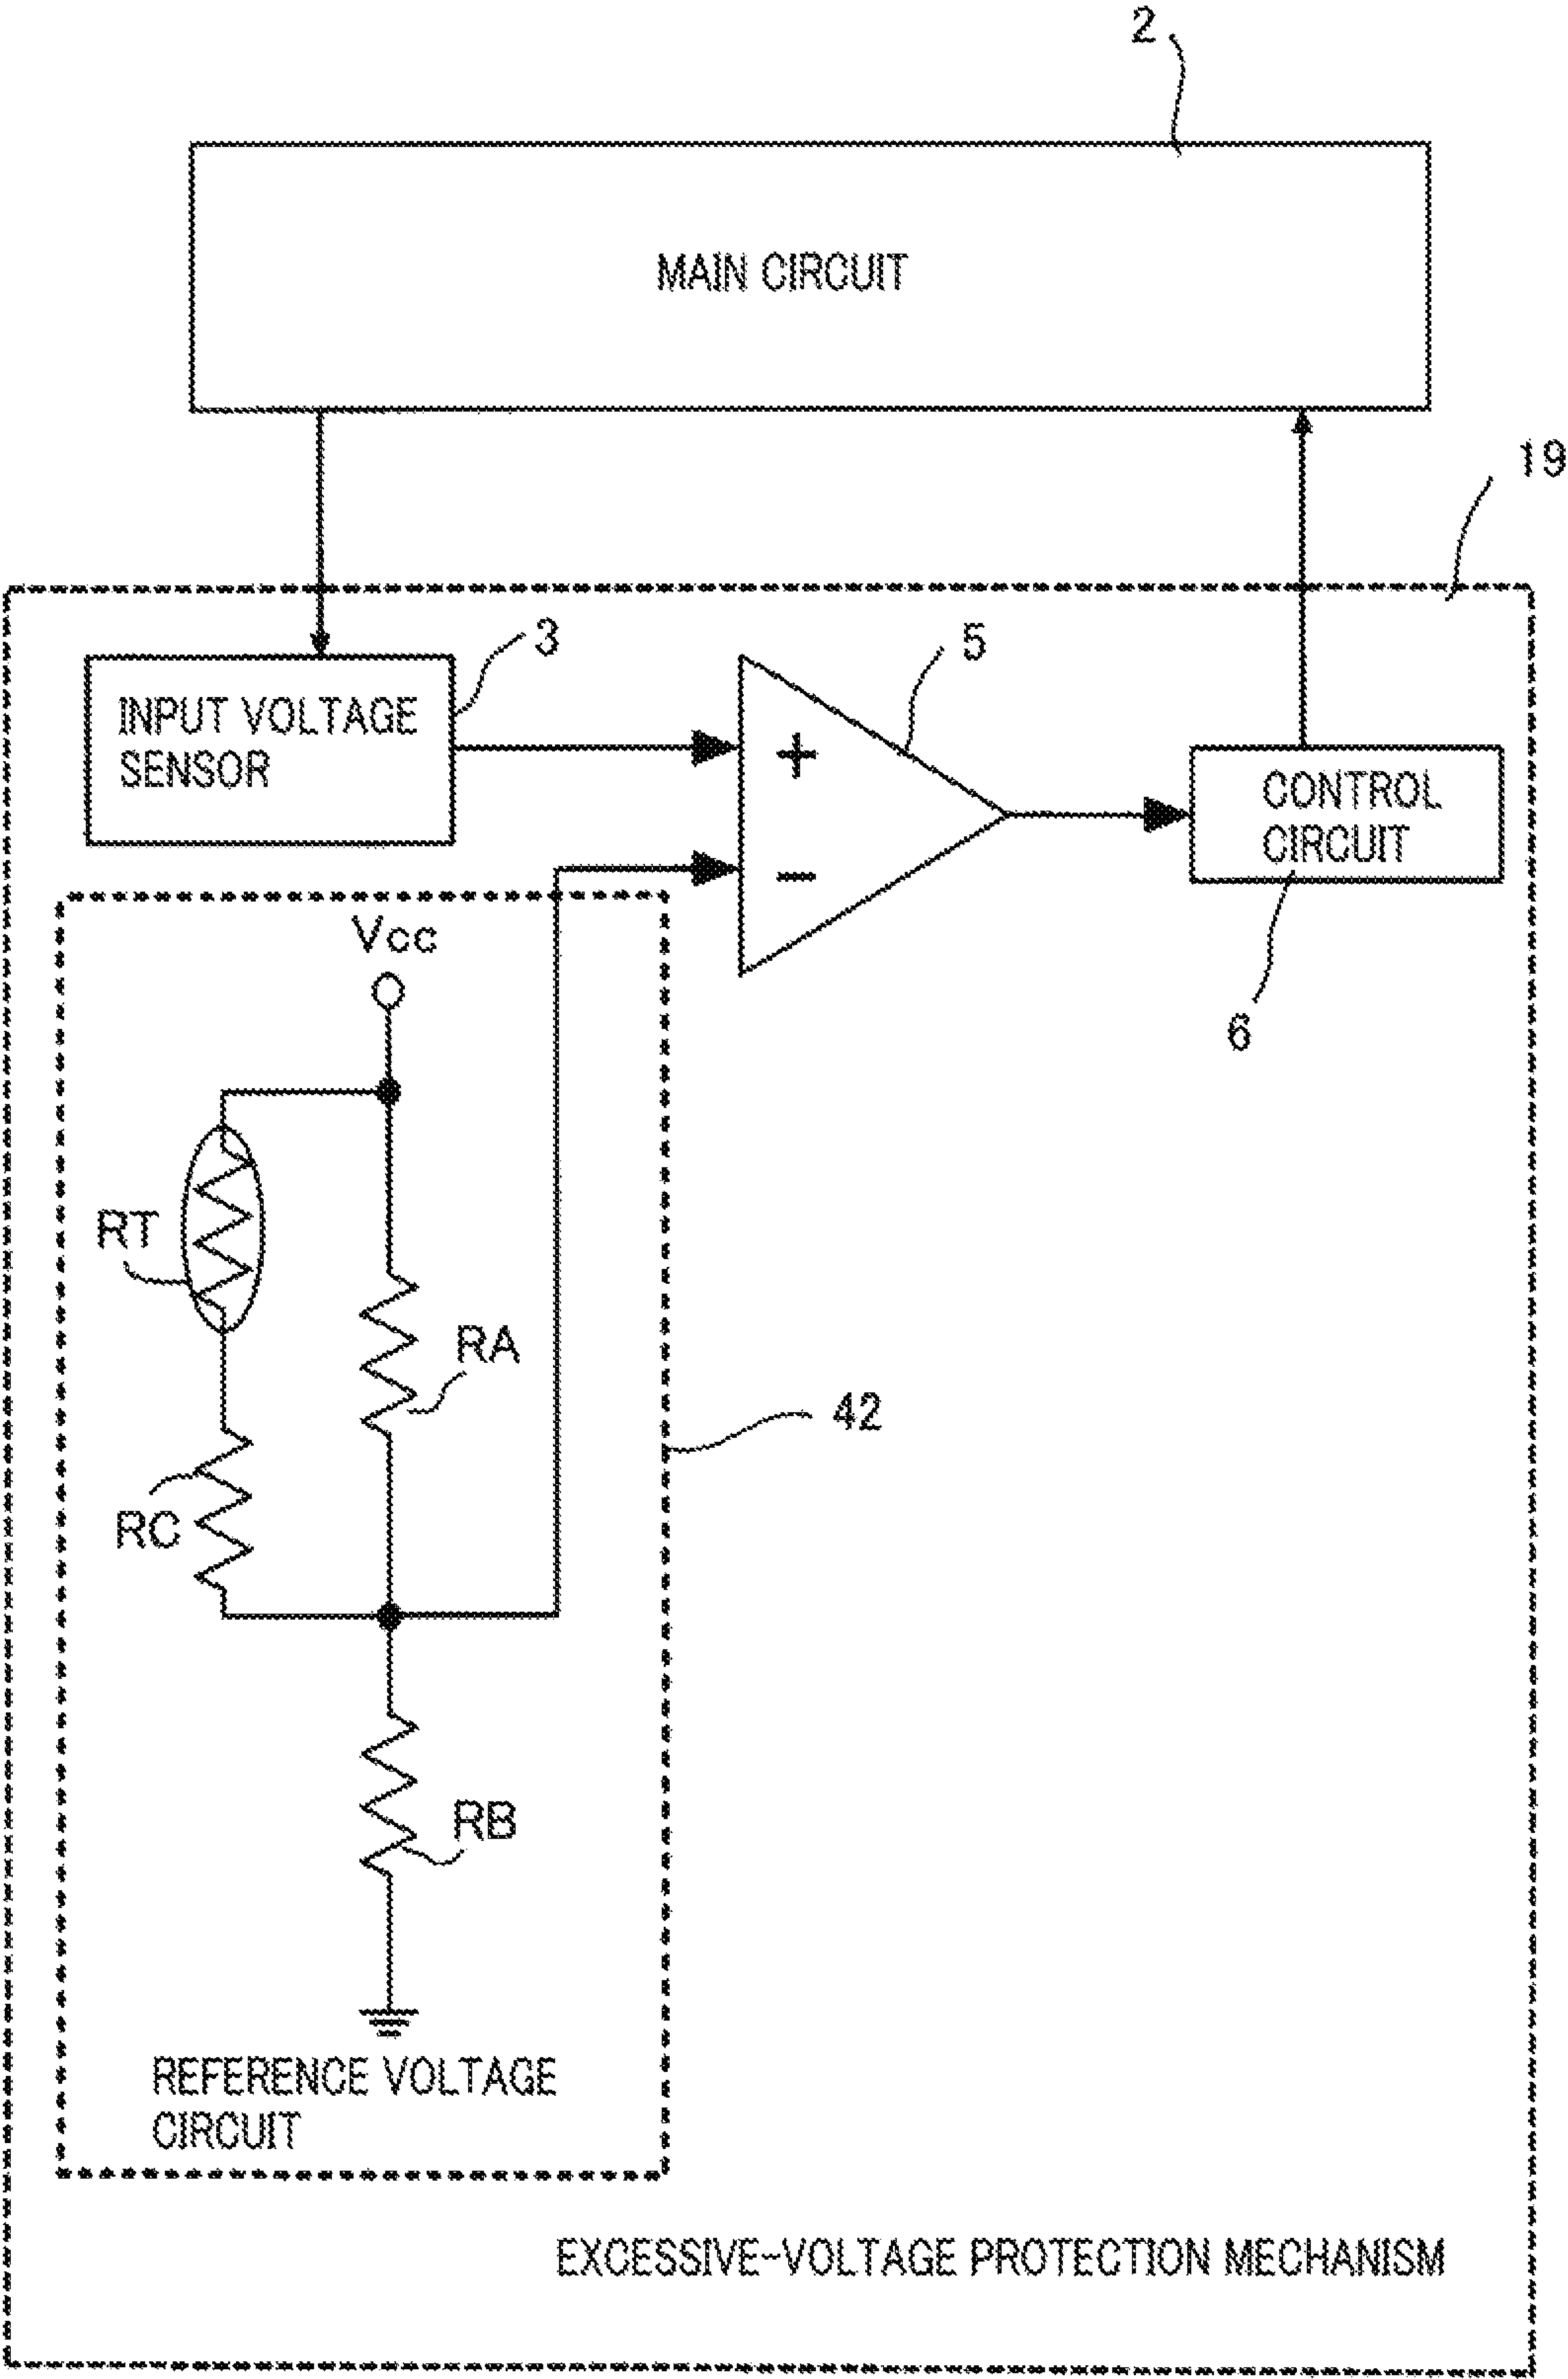 2
MAIN CIRCUIT
19
3
INPUT VOLTAGE
SENSOR
5
+
−
CONTROL
CIRCUIT
6
Vcc
RT
RA
42
RC
RB
REFERENCE VOLTAGE
CIRCUIT
EXCESSIVE-VOLTAGE PROTECTION MECHANISM